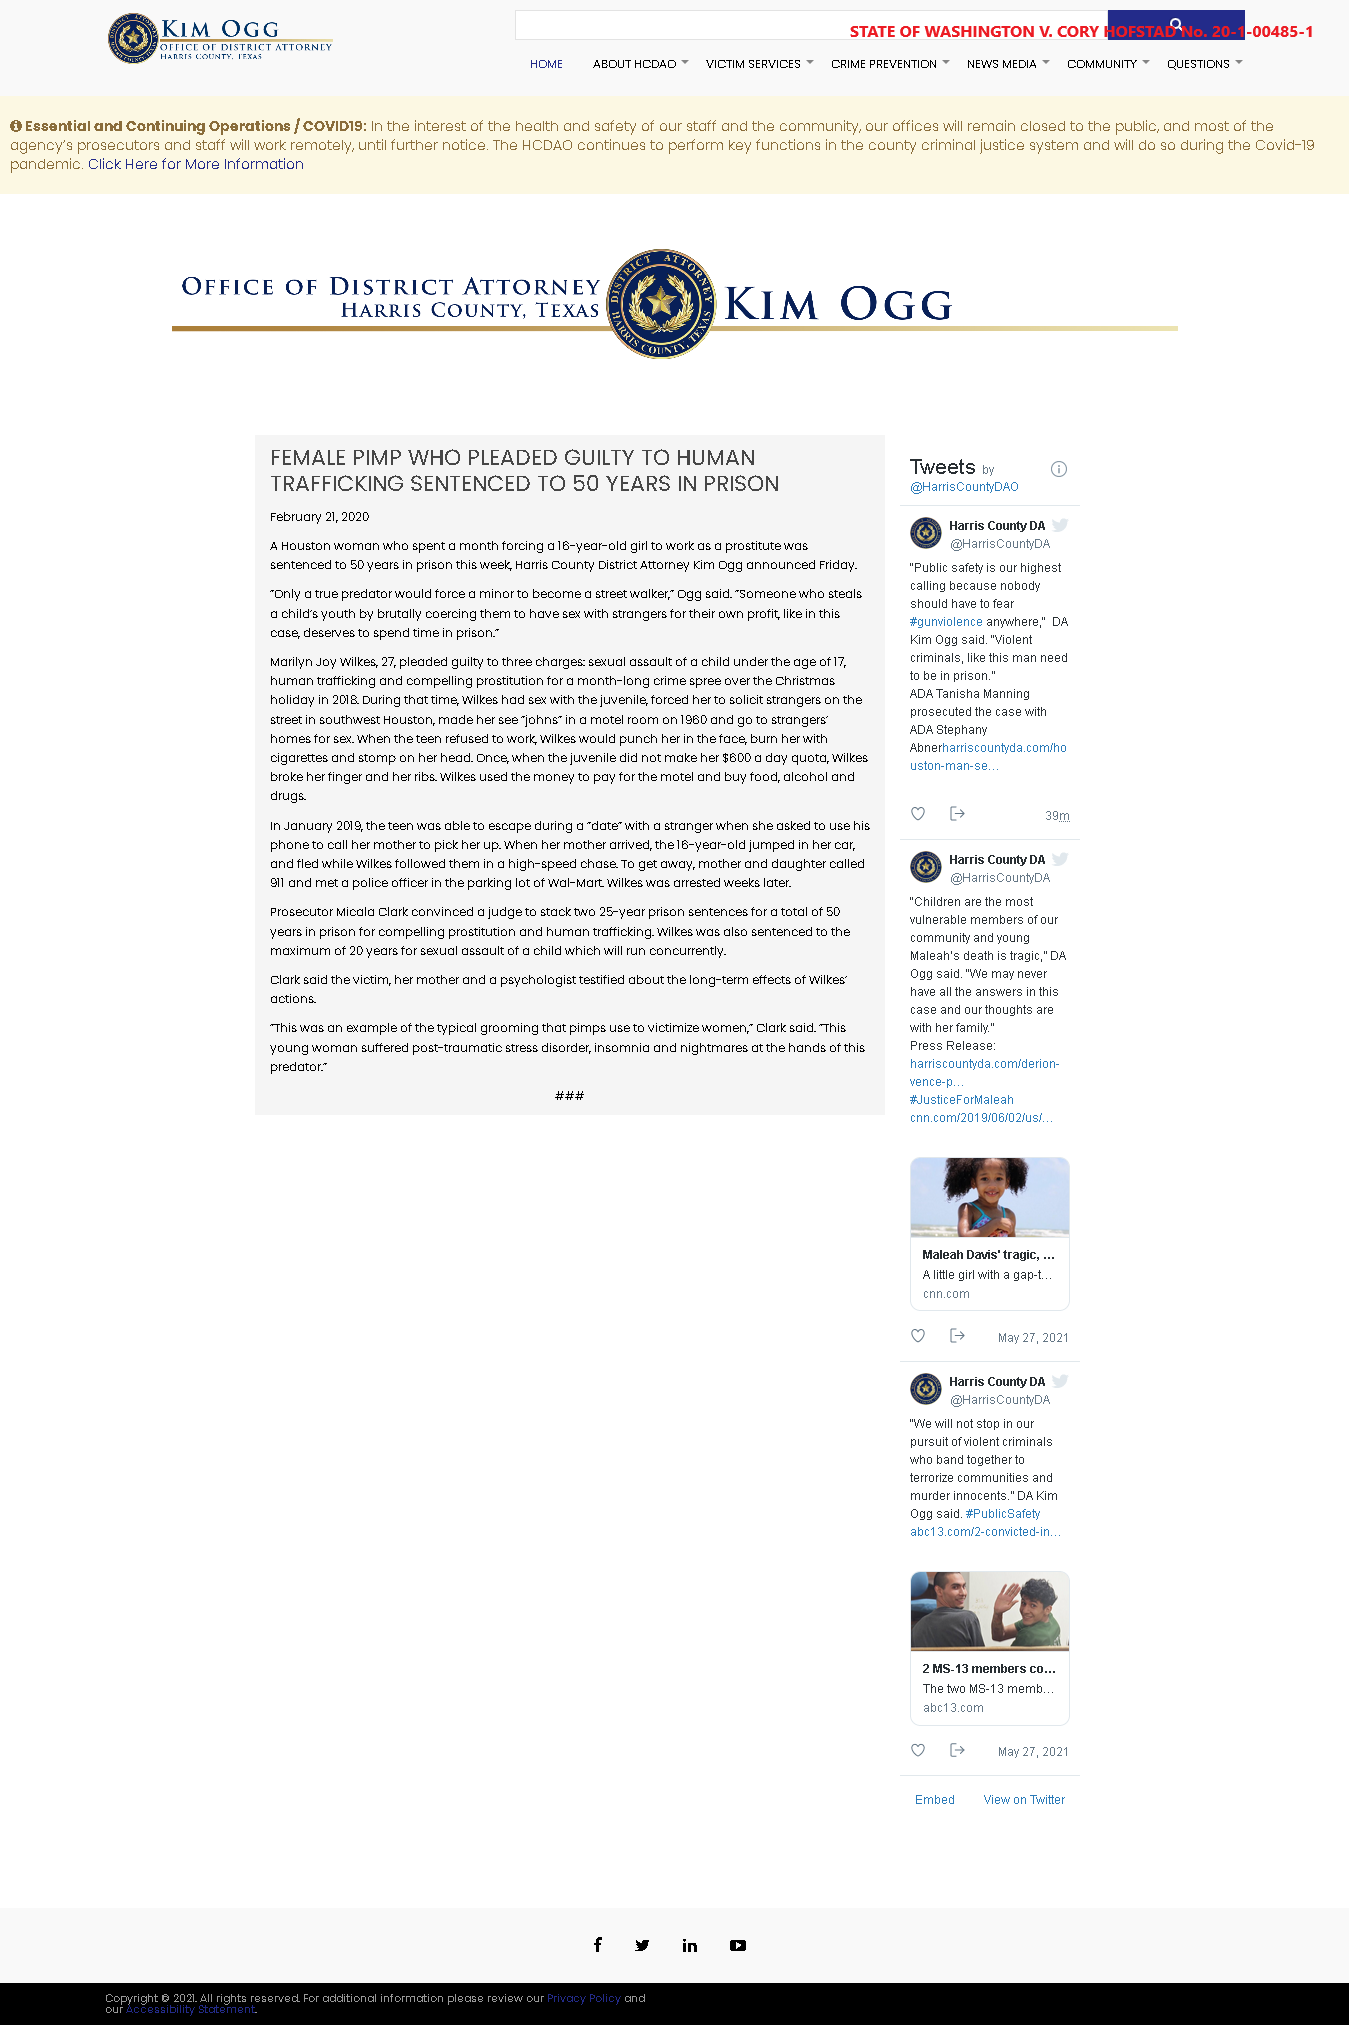 KIM OGG
OFFICE OF DISTRICT ATTORNEY
HARRIS COUNTY, TEXAS
STATE OF WASHINGTON V. CORY HOFSTAD No. 20-1-00485-1
HOME ABOUT HCDAO VICTIM SERVICES CRIME PREVENTION NEWS MEDIA COMMUNITY QUESTIONS
Essential and Continuing Operations / COVID19: In the interest of the health and safety of our staff and the community, our offices will remain closed to the public, and most of the
agency's prosecutors and staff will work remotely, until further notice. The HCDAO continues to perform key functions in the county criminal justice system and will do so during the Covid-19
pandemic. Click Here for More Information
OFFICE OF DISTRICT ATTORNEY
HARRIS COUNTY, TEXAS
DISTRICT ATTORNEY
HARRIS COUNTY, TEXAS
KIM OGG
FEMALE PIMP WHO PLEADED GUILTY TO HUMAN
TRAFFICKING SENTENCED TO 50 YEARS IN PRISON
February 21, 2020
A Houston woman who spent a month forcing a 16-year-old girl to work as a prostitute was
sentenced to 50 years in prison this week, Harris County District Attorney Kim Ogg announced Friday.
"Only a true predator would force a minor to become a street walker," Ogg said. "Someone who steals
a child's youth by brutally coercing them to have sex with strangers for their own profit, like in this
case, deserves to spend time in prison."
Marilyn Joy Wilkes, 27, pleaded guilty to three charges: sexual assault of a child under the age of 17,
human trafficking and compelling prostitution for a month-long crime spree over the Christmas
holiday in 2018. During that time, Wilkes had sex with the juvenile, forced her to solicit strangers on the
street in southwest Houston, made her see "johns" in a motel room on 1960 and go to strangers'
homes for sex. When the teen refused to work, Wilkes would punch her in the face, burn her with
cigarettes and stomp on her head. Once, when the juvenile did not make her $600 a day quota, Wilkes
broke her finger and her ribs. Wilkes used the money to pay for the motel and buy food, alcohol and
drugs.
In January 2019, the teen was able to escape during a "date" with a stranger when she asked to use his
phone to call her mother to pick her up. When her mother arrived, the 16-year-old jumped in her car,
and fled while Wilkes followed them in a high-speed chase. To get away, mother and daughter called
911 and met a police officer in the parking lot of Wal-Mart. Wilkes was arrested weeks later.
Prosecutor Micala Clark convinced a judge to stack two 25-year prison sentences for a total of 50
years in prison for compelling prostitution and human trafficking. Wilkes was also sentenced to the
maximum of 20 years for sexual assault of a child which will run concurrently.
Clark said the victim, her mother and a psychologist testified about the long-term effects of Wilkes'
actions.
"This was an example of the typical grooming that pimps use to victimize women," Clark said. "This
young woman suffered post-traumatic stress disorder, insomnia and nightmares at the hands of this
predator."
###
Tweets by
@HarrisCountyDAO
Harris County DA
@HarrisCountyDA
"Public safety is our highest
calling because nobody
should have to fear
#gunviolence anywhere," DA
Kim Ogg said. "Violent
criminals, like this man need
to be in prison."
ADA Tanisha Manning
prosecuted the case with
ADA Stephany
Abnerharriscountyda.com/ho
uston-man-se…
39m
Harris County DA
@HarrisCountyDA
"Children are the most
vulnerable members of our
community and young
Maleah's death is tragic," DA
Ogg said. "We may never
have all the answers in this
case and our thoughts are
with her family."
Press Release:
harriscountyda.com/derion-
vence-p…
#JusticeForMaleah
cnn.com/2019/06/02/us/…
Maleah Davis' tragic, ...
A little girl with a gap-t...
cnn.com
May 27, 2021
Harris County DA
@HarrisCountyDA
"We will not stop in our
pursuit of violent criminals
who band together to
terrorize communities and
murder innocents." DA Kim
Ogg said. #PublicSafety
abc13.com/2-convicted-in…
2 MS-13 members co...
The two MS-13 memb...
abc13.com
May 27, 2021
Embed View on Twitter
Copyright © 2021. All rights reserved. For additional information please review our Privacy Policy and
our Accessibility Statement.